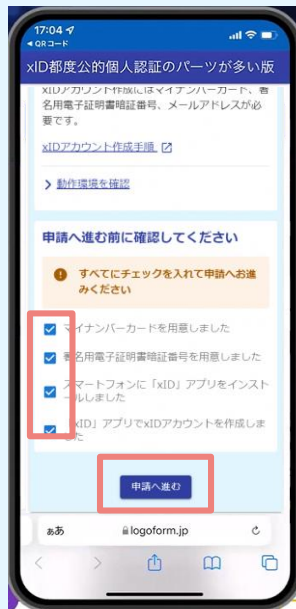 17:04
◀ QRコード
xID都度公的個人認証のパーツが多い版
xIDアカウント作成にはマイナンバーカード、署
名用電子証明書暗証番号、メールアドレスが必
要です。
xIDアカウント作成手順
動作環境を確認
申請へ進む前に確認してください
すべてにチェックを入れて申請へお進
みください
マイナンバーカードを用意しました
署名用電子証明書暗証番号を用意しました
スマートフォンに「xID」アプリをインスト
ールしました
「xID」アプリでxIDアカウントを作成しま
した
申請へ進む
ぁあ
logoform.jp